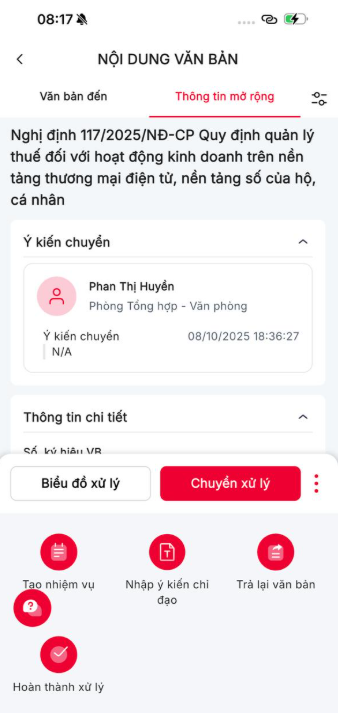 08:17
NỘI DUNG VĂN BẢN
Văn bản đến
Thông tin mở rộng
Nghị định 117/2025/NĐ-CP Quy định quản lý
thuế đối với hoạt động kinh doanh trên nền
tảng thương mại điện tử, nền tảng số của hộ,
cá nhân
Ý kiến chuyển
Phan Thị Huyền
Phòng Tổng hợp - Văn phòng
Ý kiến chuyển
08/10/2025 18:36:27
N/A
Thông tin chi tiết
Số, ký hiệu VB
Biểu đồ xử lý
Chuyển xử lý
Tạo nhiệm vụ
Nhập ý kiến chỉ
đạo
Trả lại văn bản
Hoàn thành xử lý